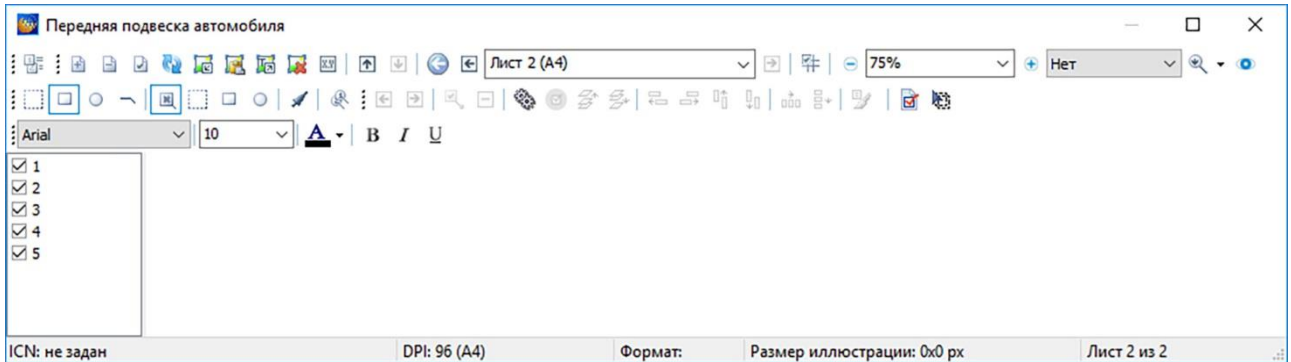 Передняя подвеска автомобиля
Лист 2 (A4) 75% Нет
Arial 10 A B I U
1
2
3
4
5
ICN: не задан DPI: 96 (A4) Формат: Размер иллюстрации: 0x0 px Лист 2 из 2